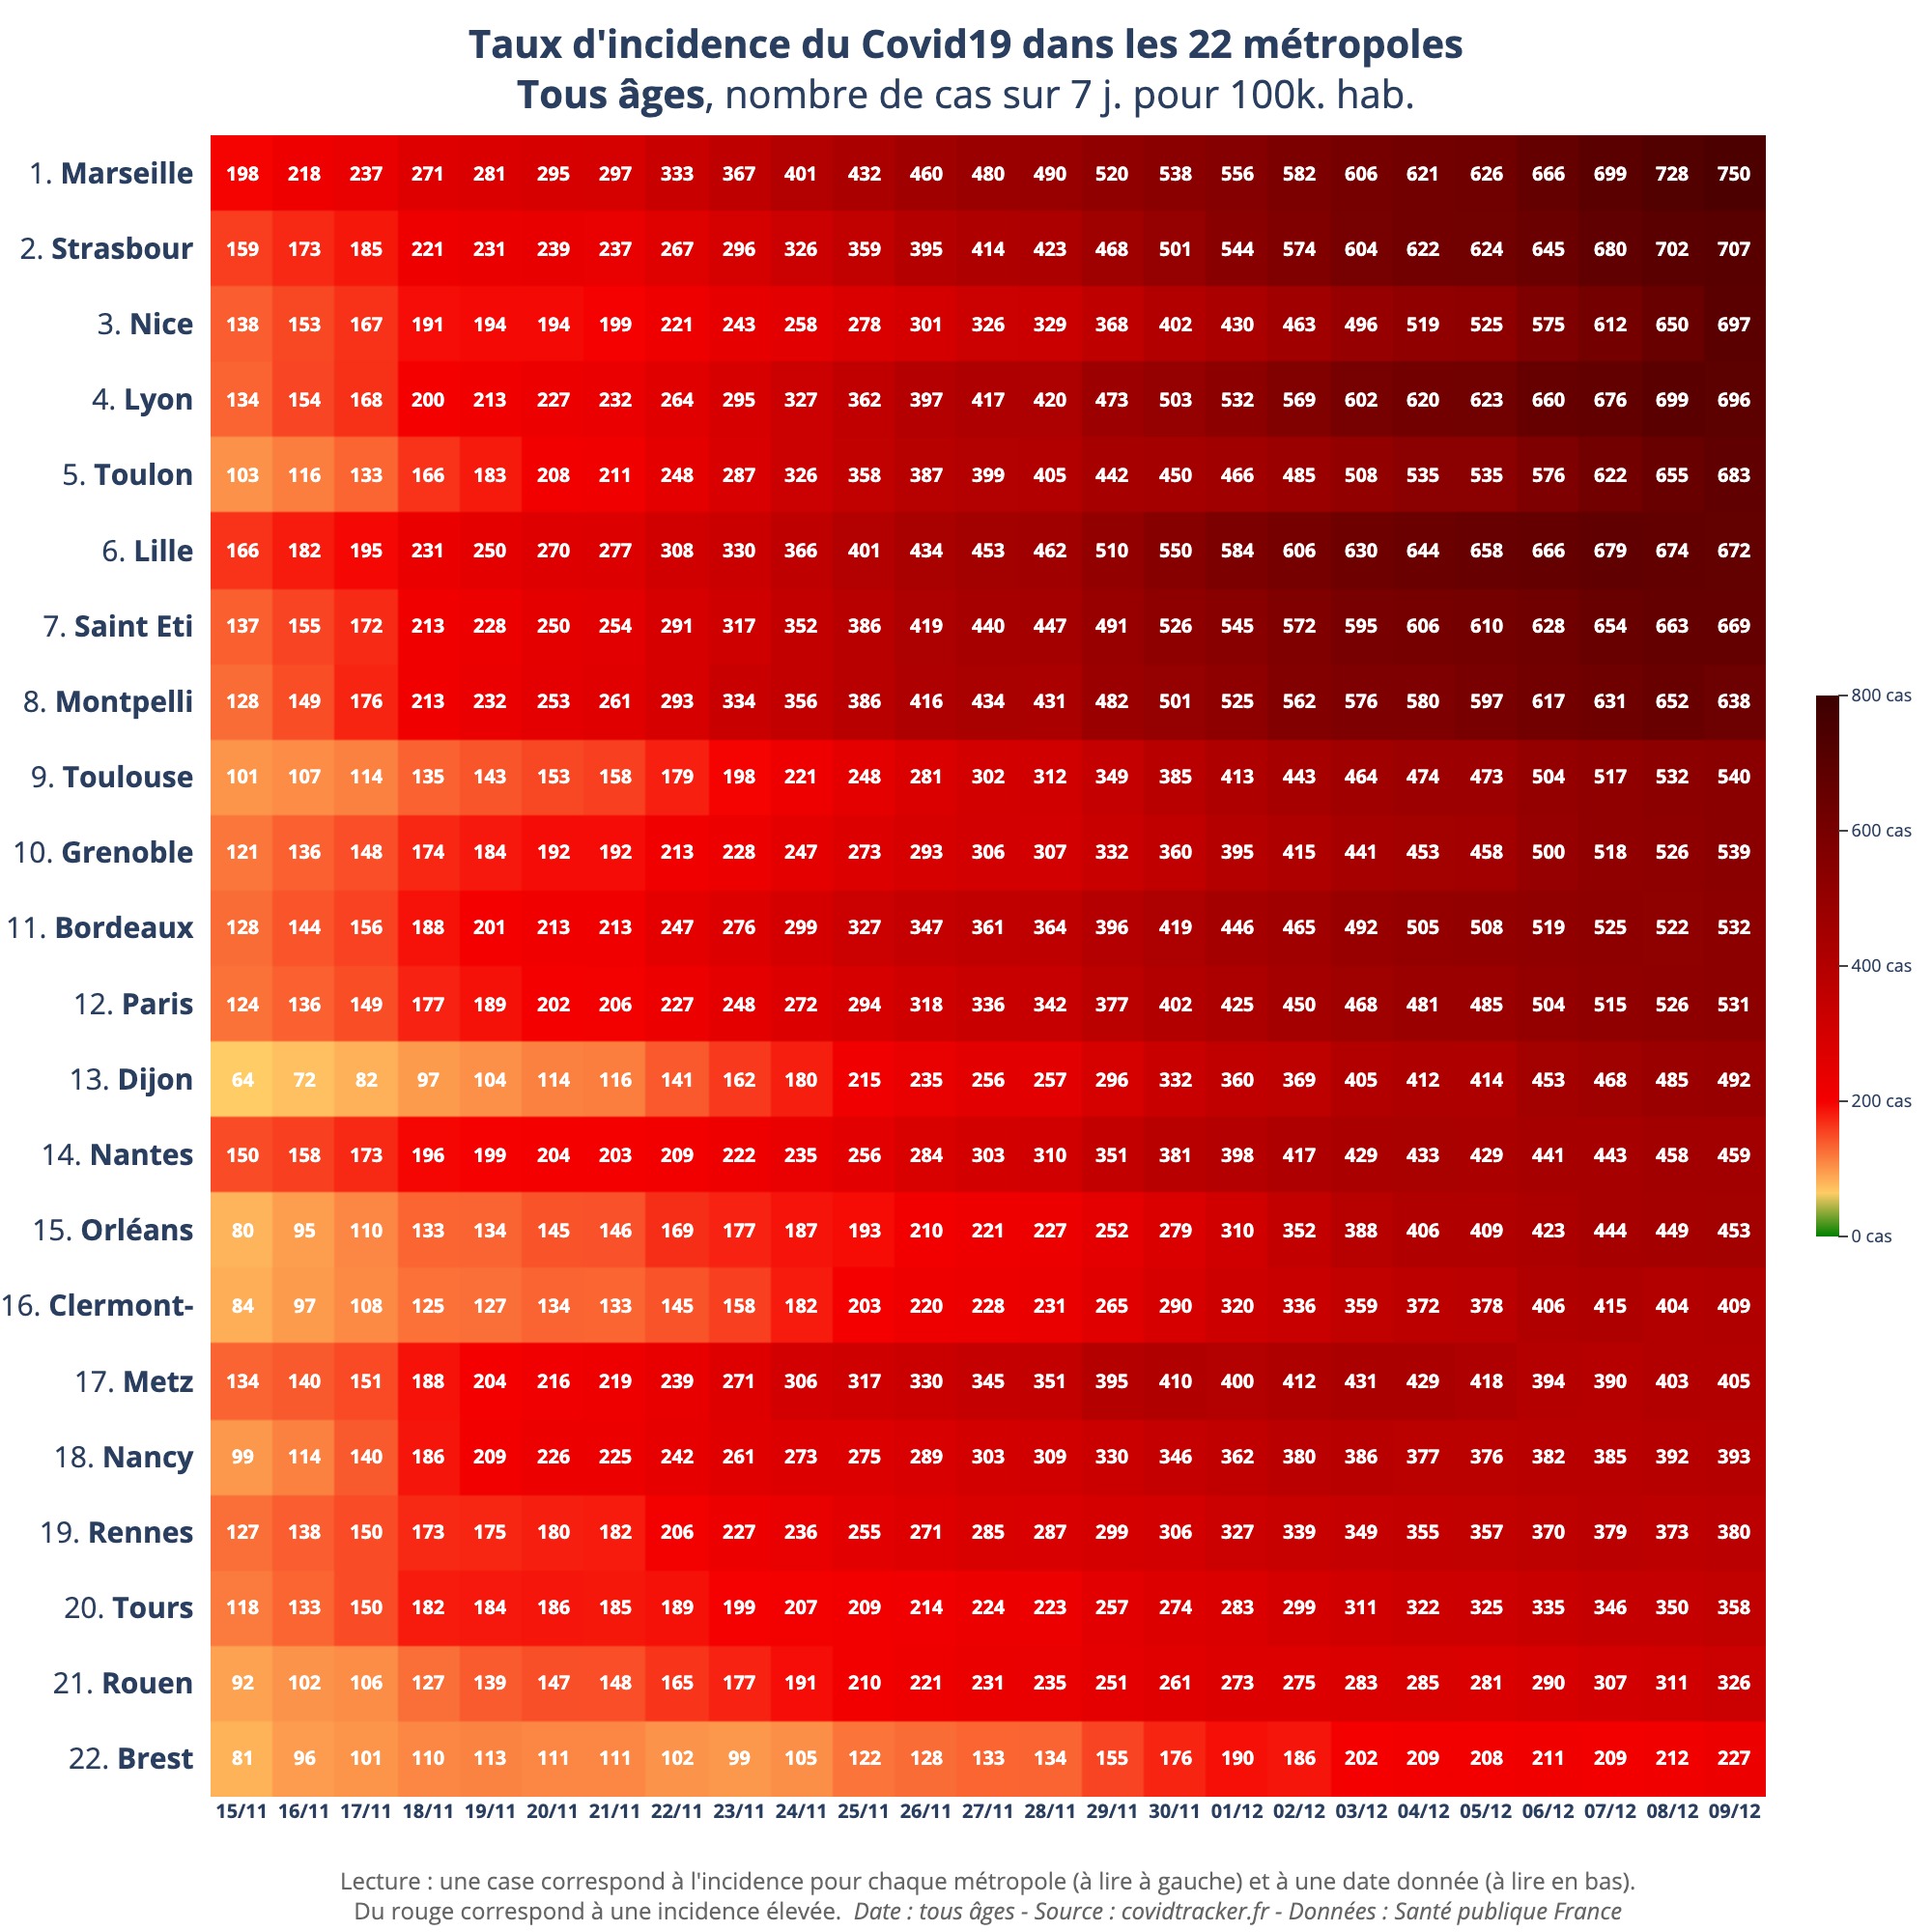 Taux d'incidence du Covid19 dans les 22 métropoles
Tous âges, nombre de cas sur 7 j. pour 100k. hab.
1. Marseille 198 218 237 271 281 295 297 333 367 401 432 460 480 490 520 538 556 582 606 621 626 666 699 728 750
2. Strasbour 159 173 185 221 231 239 237 267 296 326 359 395 414 423 468 501 544 574 604 622 624 645 680 702 707
3. Nice 138 153 167 191 194 194 199 221 243 258 278 301 326 329 368 402 430 463 496 519 525 575 612 650 697
4. Lyon 134 154 168 200 213 227 232 264 295 327 362 397 417 420 473 503 532 569 602 620 623 660 676 699 696
5. Toulon 103 116 133 166 183 208 211 248 287 326 358 387 399 405 442 450 466 485 508 535 535 576 622 655 683
6. Lille 166 182 195 231 250 270 277 308 330 366 401 434 453 462 510 550 584 606 630 644 658 666 679 674 672
7. Saint Eti 137 155 172 213 228 250 254 291 317 352 386 419 440 447 491 526 545 572 595 606 610 628 654 663 669
8. Montpelli 128 149 176 213 232 253 261 293 334 356 386 416 434 431 482 501 525 562 576 580 597 617 631 652 638
9. Toulouse 101 107 114 135 143 153 158 179 198 221 248 281 302 312 349 385 413 443 464 474 473 504 517 532 540
10. Grenoble 121 136 148 174 184 192 192 213 228 247 273 293 306 307 332 360 395 415 441 453 458 500 518 526 539
11. Bordeaux 128 144 156 188 201 213 213 247 276 299 327 347 361 364 396 419 446 465 492 505 508 519 525 522 532
12. Paris 124 136 149 177 189 202 206 227 248 272 294 318 336 342 377 402 425 450 468 481 485 504 515 526 531
13. Dijon 64 72 82 97 104 114 116 141 162 180 215 235 256 257 296 332 360 369 405 412 414 453 468 485 492
14. Nantes 150 158 173 196 199 204 203 209 222 235 256 284 303 310 351 381 398 417 429 433 429 441 443 458 459
15. Orléans 80 95 110 133 134 145 146 169 177 187 193 210 221 227 252 279 310 352 388 406 409 423 444 449 453
16. Clermont- 84 97 108 125 127 134 133 145 158 182 203 220 228 231 265 290 320 336 359 372 378 406 415 404 409
17. Metz 134 140 151 188 204 216 219 239 271 306 317 330 345 351 395 410 400 412 431 429 418 394 390 403 405
18. Nancy 99 114 140 186 209 226 225 242 261 273 275 289 303 309 330 346 362 380 386 377 376 382 385 392 393
19. Rennes 127 138 150 173 175 180 182 206 227 236 255 271 285 287 299 306 327 339 349 355 357 370 379 373 380
20. Tours 118 133 150 182 184 186 185 189 199 207 209 214 224 223 257 274 283 299 311 322 325 335 346 350 358
21. Rouen 92 102 106 127 139 147 148 165 177 191 210 221 231 235 251 261 273 275 283 285 281 290 307 311 326
22. Brest 81 96 101 110 113 111 111 102 99 105 122 128 133 134 155 176 190 186 202 209 208 211 209 212 227
15/11 16/11 17/11 18/11 19/11 20/11 21/11 22/11 23/11 24/11 25/11 26/11 27/11 28/11 29/11 30/11 01/12 02/12 03/12 04/12 05/12 06/12 07/12 08/12 09/12
800 cas
600 cas
400 cas
200 cas
0 cas
Lecture : une case correspond à l'incidence pour chaque métropole (à lire à gauche) et à une date donnée (à lire en bas).
Du rouge correspond à une incidence élevée. Date : tous âges - Source : covidtracker.fr - Données : Santé publique France